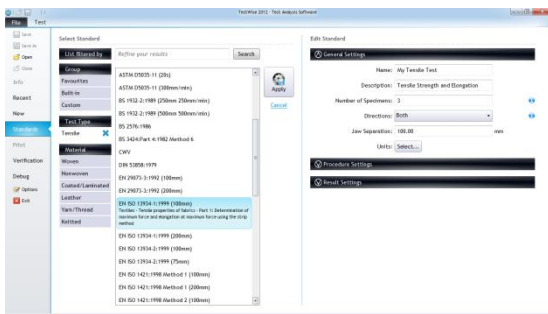 TestWise 2012 - Test Analysis Software
File Test
Save
Save As
Open
Close
Info
Recent
New
Standards
Print
Verification
Debug
Options
Exit
Select Standard
List filtered by
Refine your results
Search
Group
Favourites
Built-in
Custom
Test Type
Tensile
Material
Woven
Nonwoven
Coated/Laminated
Leather
Yarn/Thread
Knitted
ASTM D5035-11 (20s)
ASTM D5035-11 (300mm/min)
BS 1932-2:1989 (250mm 250mm/min)
BS 1932-2:1989 (500mm 500mm/min)
BS 2576:1986
BS 3424:Part 4:1982 Method 6
CWV
DIN 53858:1979
EN 29073-3:1992 (100mm)
EN 29073-3:1992 (200mm)
EN ISO 13934-1:1999 (100mm)
Textiles - Tensile properties of fabrics - Part 1: Determination of
maximum force and elongation at maximum force using the strip
method
EN ISO 13934-1:1999 (200mm)
EN ISO 13934-2:1999 (100mm)
EN ISO 13934-2:1999 (75mm)
EN ISO 1421:1998 Method 1 (100mm)
EN ISO 1421:1998 Method 1 (200mm)
EN ISO 1421:1998 Method 2 (100mm)
Apply
Cancel
Edit Standard
General Settings
Name: My Tensile Test
Description: Tensile Strength and Elongation
Number of Specimens: 3
Directions: Both
Jaw Separation: 100.00 mm
Units: Select...
Procedure Settings
Result Settings